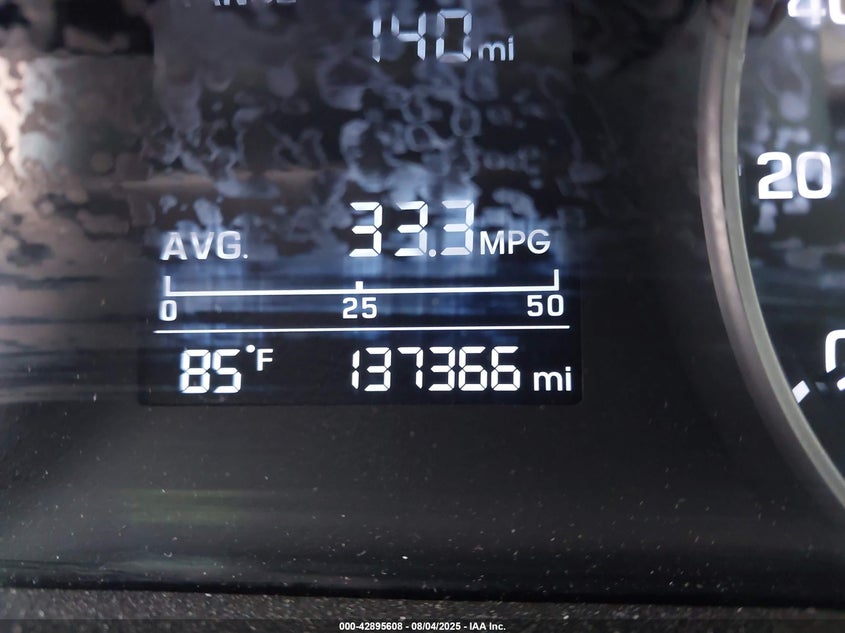 140 mi
AVG. 33.3 MPG
0 25 50
85°F 137366 mi
20
000-42895608 - 08/04/2025 - IAA Inc.